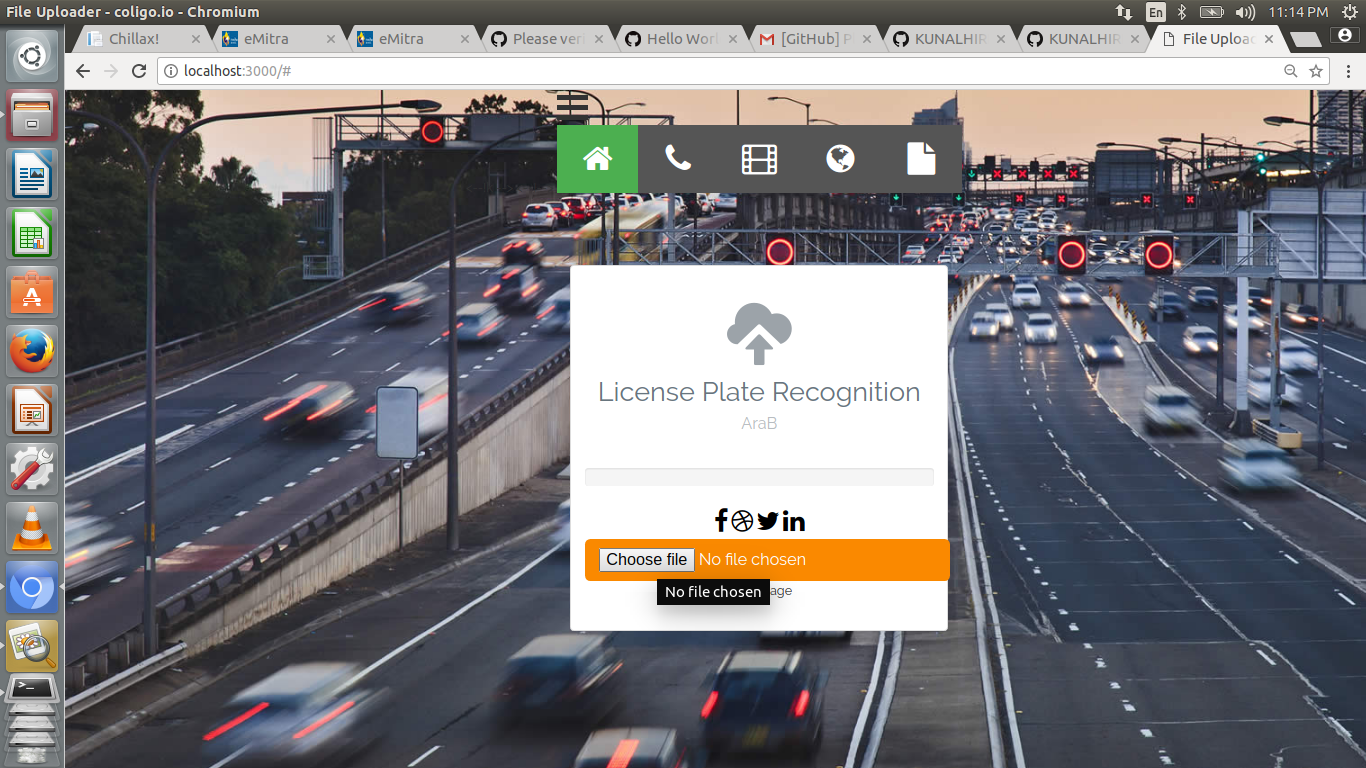 File Uploader - coligo.io - Chromium
En
11:14 PM
Chillax!
eMitra
eMitra
Please veri
Hello Worl
[GitHub] P
KUNALHIR
KUNALHIR
File Upload
localhost:3000/#
License Plate Recognition
AraB
Choose file No file chosen
No file chosen
age